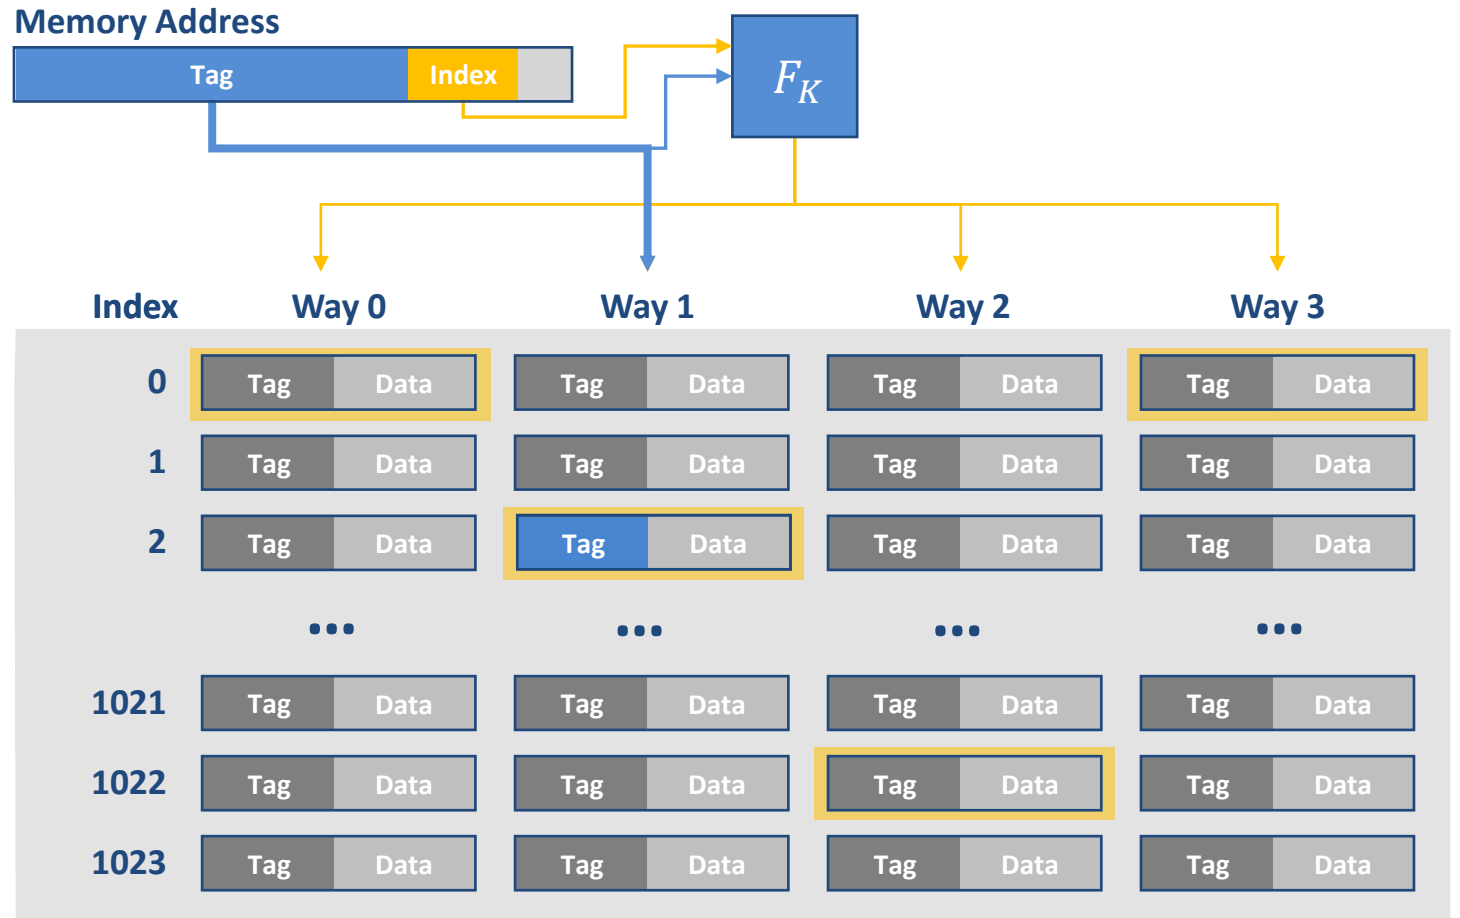 Memory Address
Tag Index
F_K
Index Way 0 Way 1 Way 2 Way 3
0 Tag Data Tag Data Tag Data Tag Data
1 Tag Data Tag Data Tag Data Tag Data
2 Tag Data Tag Data Tag Data Tag Data
... ... ... ...
1021 Tag Data Tag Data Tag Data Tag Data
1022 Tag Data Tag Data Tag Data Tag Data
1023 Tag Data Tag Data Tag Data Tag Data